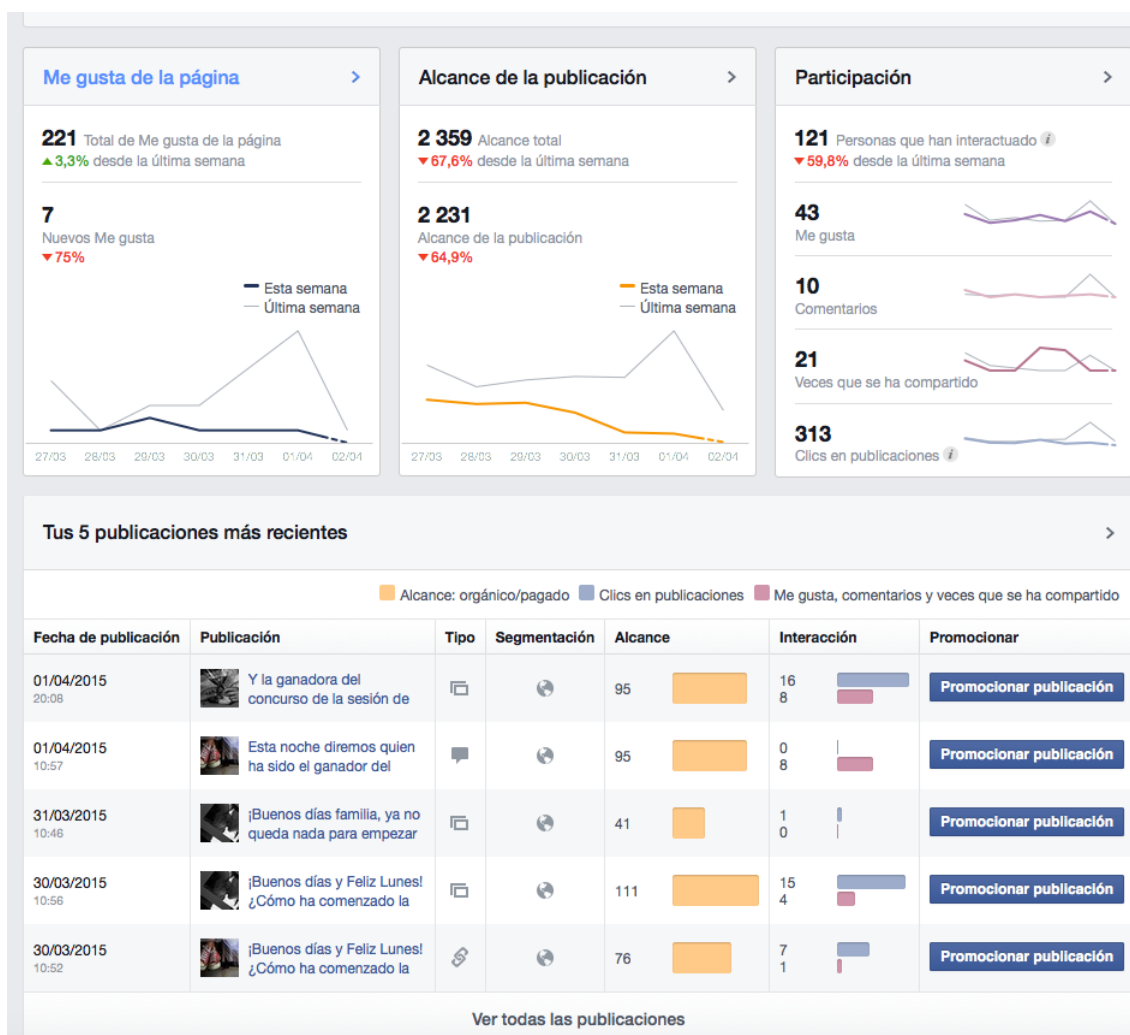 Me gusta de la página
221 Total de Me gusta de la página
3,3% desde la última semana
7
Nuevos Me gusta
75%
Esta semana
Última semana
27/03 28/03 29/03 30/03 31/03 01/04 02/04
Alcance de la publicación
2 359 Alcance total
67,6% desde la última semana
2 231
Alcance de la publicación
64,9%
Esta semana
Última semana
27/03 28/03 29/03 30/03 31/03 01/04 02/04
Participación
121 Personas que han interactuado i
59,8% desde la última semana
43
Me gusta
10
Comentarios
21
Veces que se ha compartido
313
Clics en publicaciones i
Tus 5 publicaciones más recientes
Alcance: orgánico/pagado Clics en publicaciones Me gusta, comentarios y veces que se ha compartido
Fecha de publicación Publicación Tipo Segmentación Alcance Interacción Promocionar
01/04/2015
20:08
Y la ganadora del
concurso de la sesión de
95
16
8
Promocionar publicación
01/04/2015
10:57
Esta noche diremos quien
ha sido el ganador del
95
0
8
Promocionar publicación
31/03/2015
10:46
¡Buenos días familia, ya no
queda nada para empezar
41
1
0
Promocionar publicación
30/03/2015
10:56
¡Buenos días y Feliz Lunes!
¿Cómo ha comenzado la
111
15
4
Promocionar publicación
30/03/2015
10:52
¡Buenos días y Feliz Lunes!
¿Cómo ha comenzado la
76
7
1
Promocionar publicación
Ver todas las publicaciones